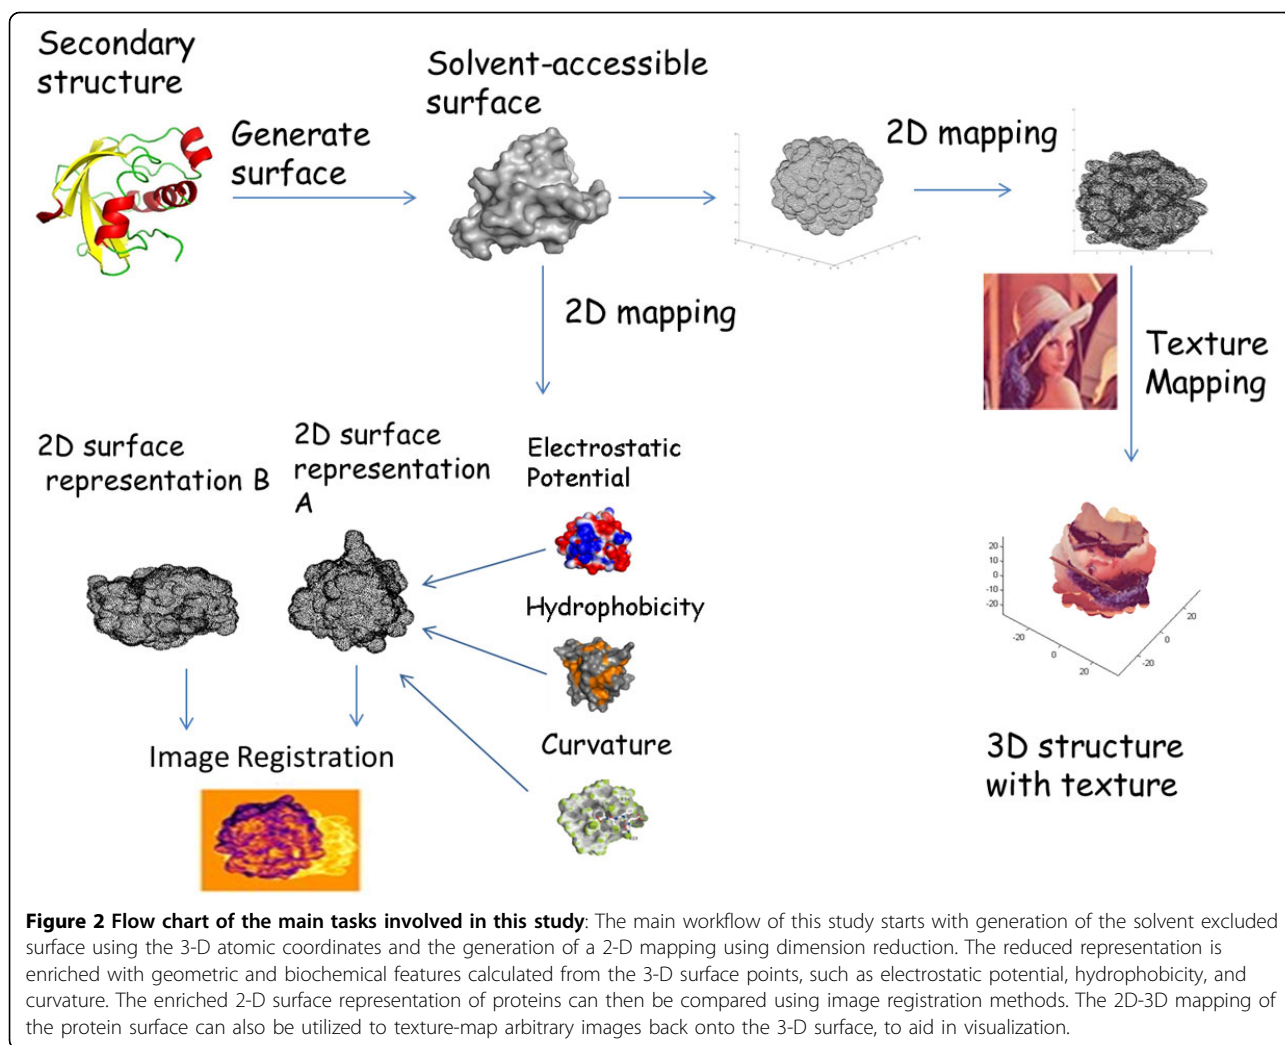 Secondary
structure
Generate
surface
Solvent-accessible
surface
2D mapping
2D mapping
Texture
Mapping
2D surface
representation B
2D surface
representation
A
Electrostatic
Potential
Hydrophobicity
Curvature
Image Registration
20
10
0
-10
-20
-20
0
20
-20
0
20
3D structure
with texture
Figure 2 Flow chart of the main tasks involved in this study: The main workflow of this study starts with generation of the solvent excluded
surface using the 3-D atomic coordinates and the generation of a 2-D mapping using dimension reduction. The reduced representation is
enriched with geometric and biochemical features calculated from the 3-D surface points, such as electrostatic potential, hydrophobicity, and
curvature. The enriched 2-D surface representation of proteins can then be compared using image registration methods. The 2D-3D mapping of
the protein surface can also be utilized to texture-map arbitrary images back onto the 3-D surface, to aid in visualization.